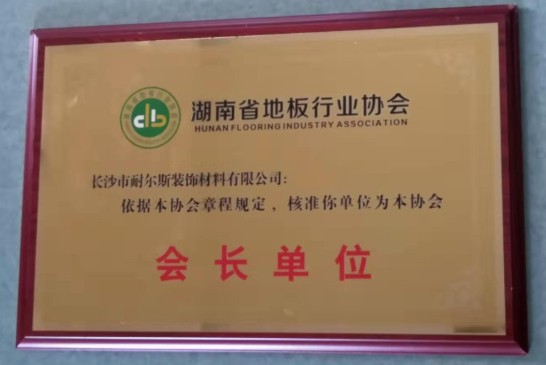 湖南省地板行业协会
HUNAN FLOORING INDUSTRY ASSOCIATION
长沙市耐尔斯装饰材料有限公司:
依据本协会章程规定，核准你单位为本协会
会长单位